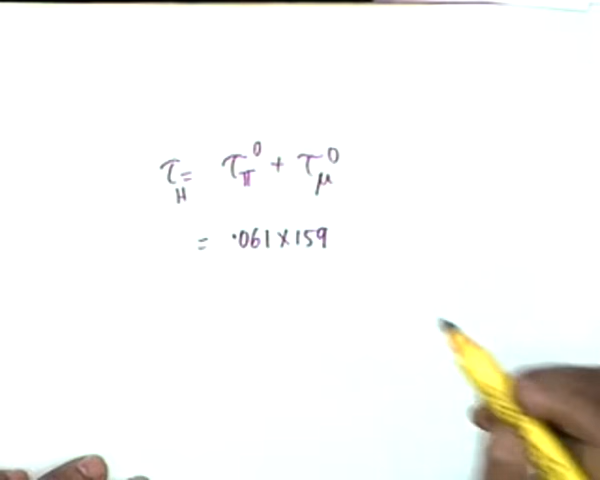 τ_H = τ_π^0 + τ_μ^0
= .061 × 159